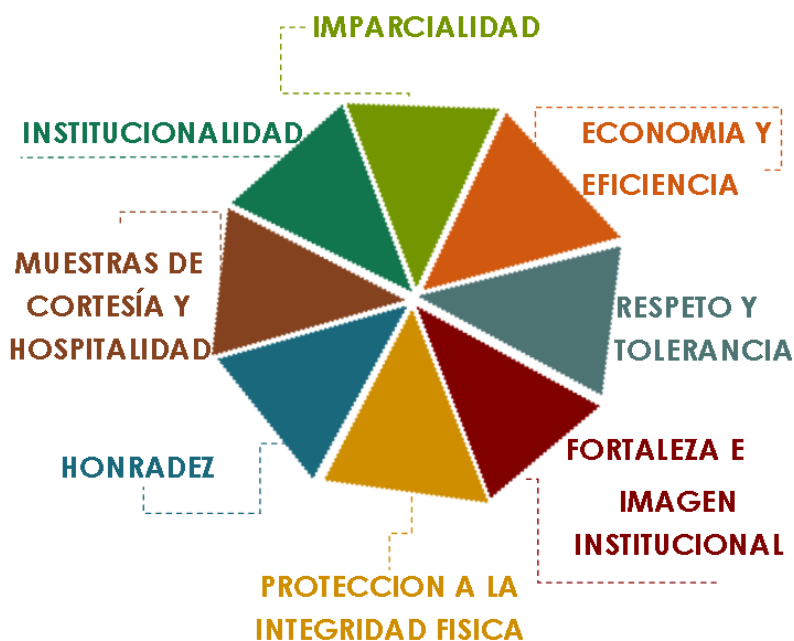 IMPARCIALIDAD
INSTITUCIONALIDAD
ECONOMIA Y
EFICIENCIA
MUESTRAS DE
CORTESÍA Y
HOSPITALIDAD
RESPETO Y
TOLERANCIA
HONRADEZ
FORTALEZA E
IMAGEN
INSTITUCIONAL
PROTECCION A LA
INTEGRIDAD FISICA